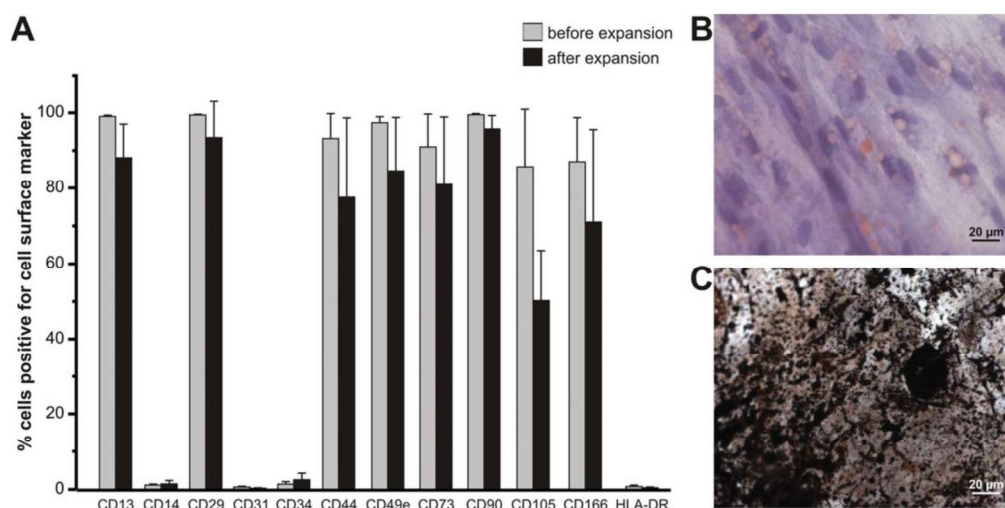 A
before expansion
after expansion
% cells positive for cell surface marker
100
80
60
40
20
0
CD13 CD14 CD29 CD31 CD34 CD44 CD49e CD73 CD90 CD105 CD166 HLA-DR
B
20 µm
C
20 µm